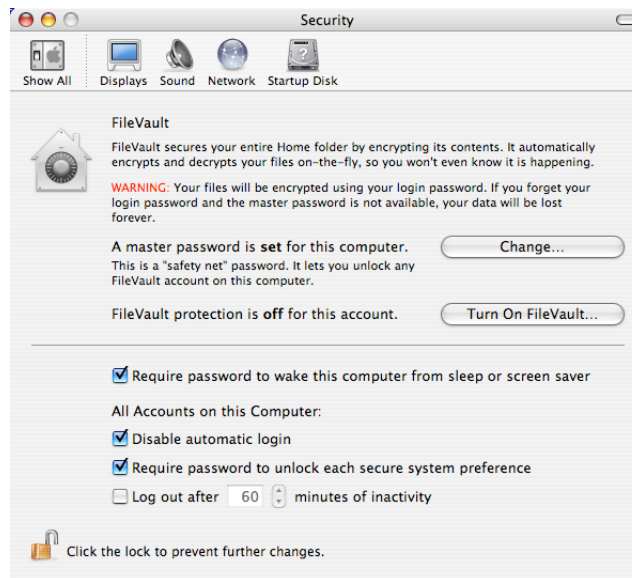 Security
Show All
Displays
Sound
Network
Startup Disk
FileVault
FileVault secures your entire Home folder by encrypting its contents. It automatically
encrypts and decrypts your files on-the-fly, so you won't even know it is happening.
WARNING: Your files will be encrypted using your login password. If you forget your
login password and the master password is not available, your data will be lost
forever.
A master password is set for this computer.
Change...
This is a "safety net" password. It lets you unlock any
FileVault account on this computer.
FileVault protection is off for this account.
Turn On FileVault...
Require password to wake this computer from sleep or screen saver
All Accounts on this Computer:
Disable automatic login
Require password to unlock each secure system preference
Log out after 60 minutes of inactivity
Click the lock to prevent further changes.